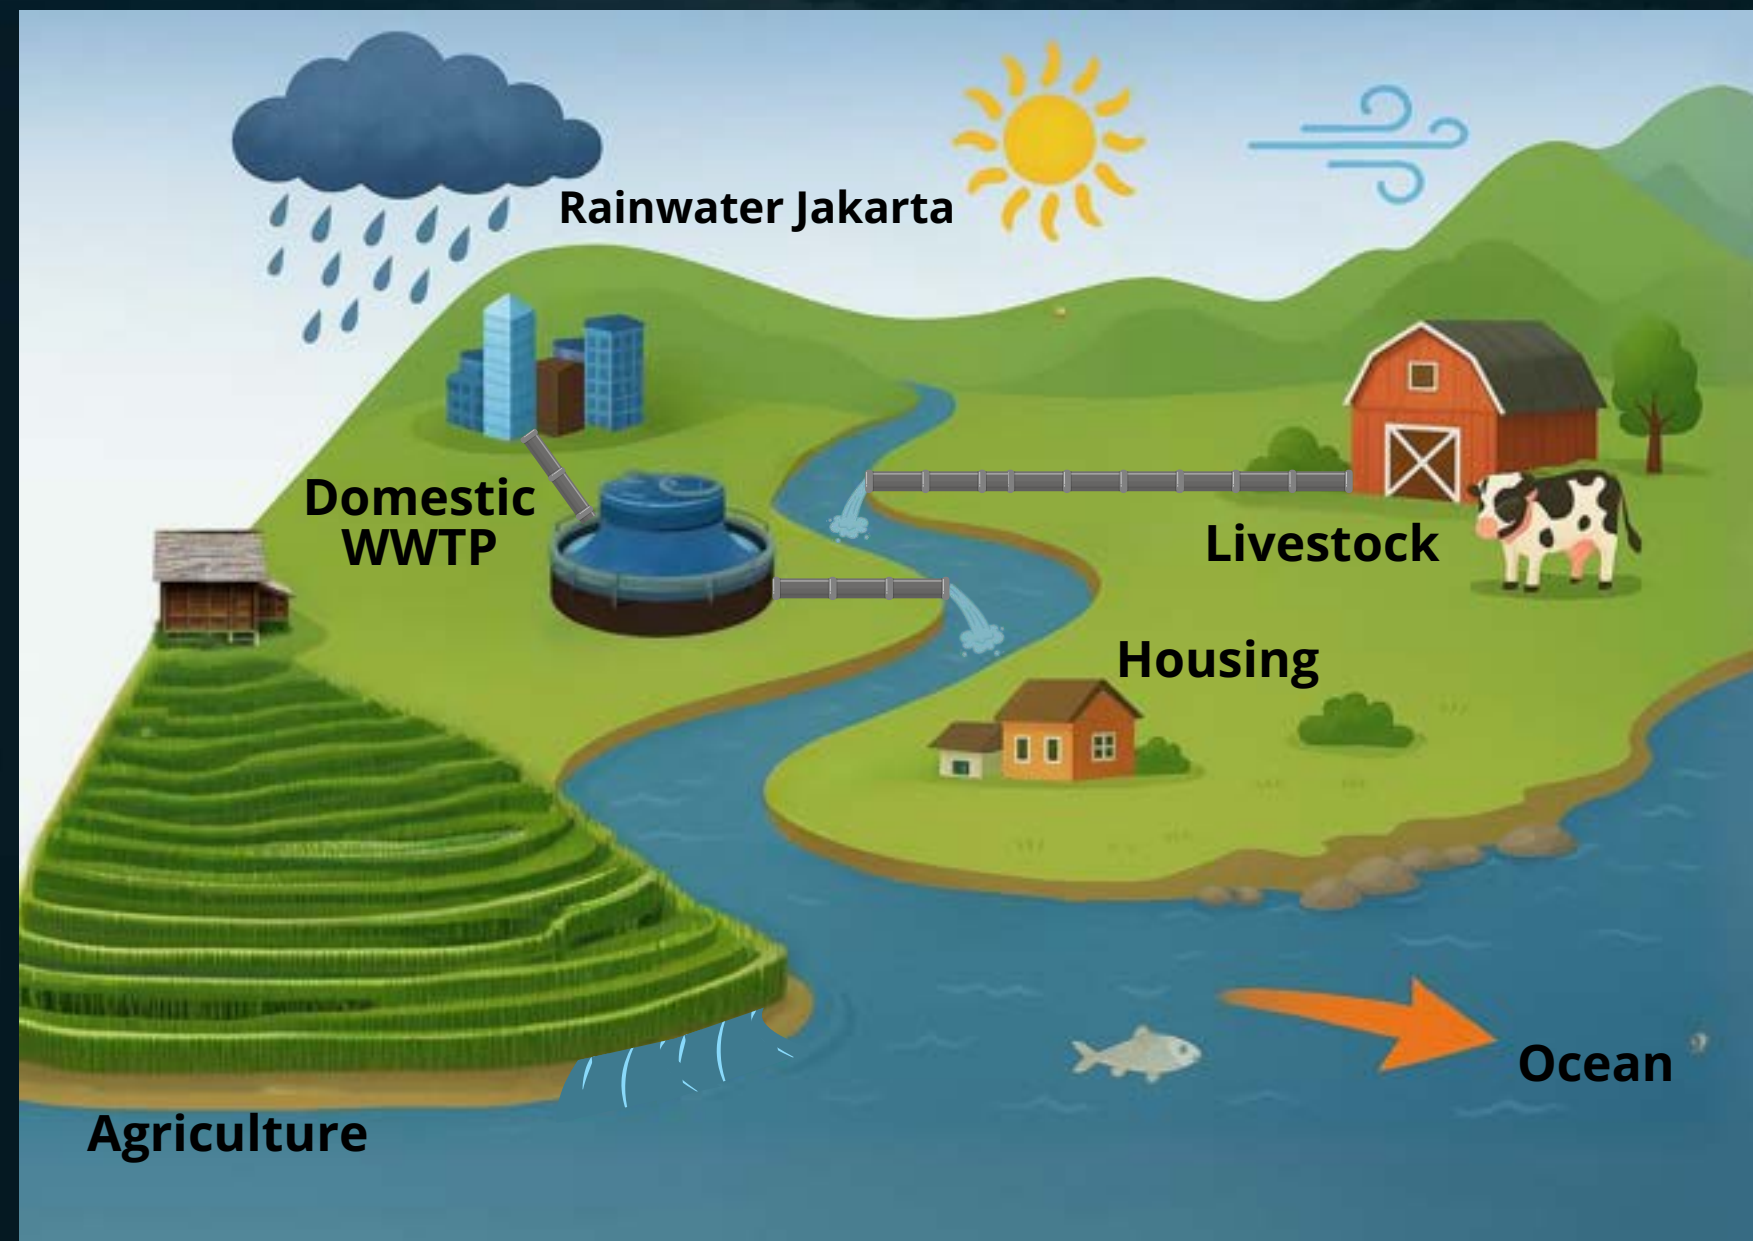 Rainwater Jakarta
Domestic
WWTP
Livestock
Housing
Ocean
Agriculture